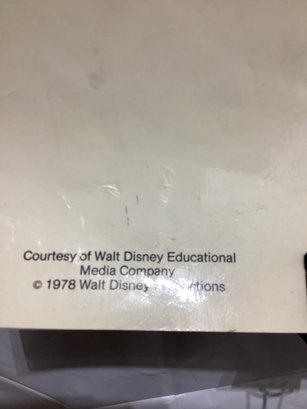 Courtesy of Walt Disney Educational
Media Company
© 1978 Walt Disney